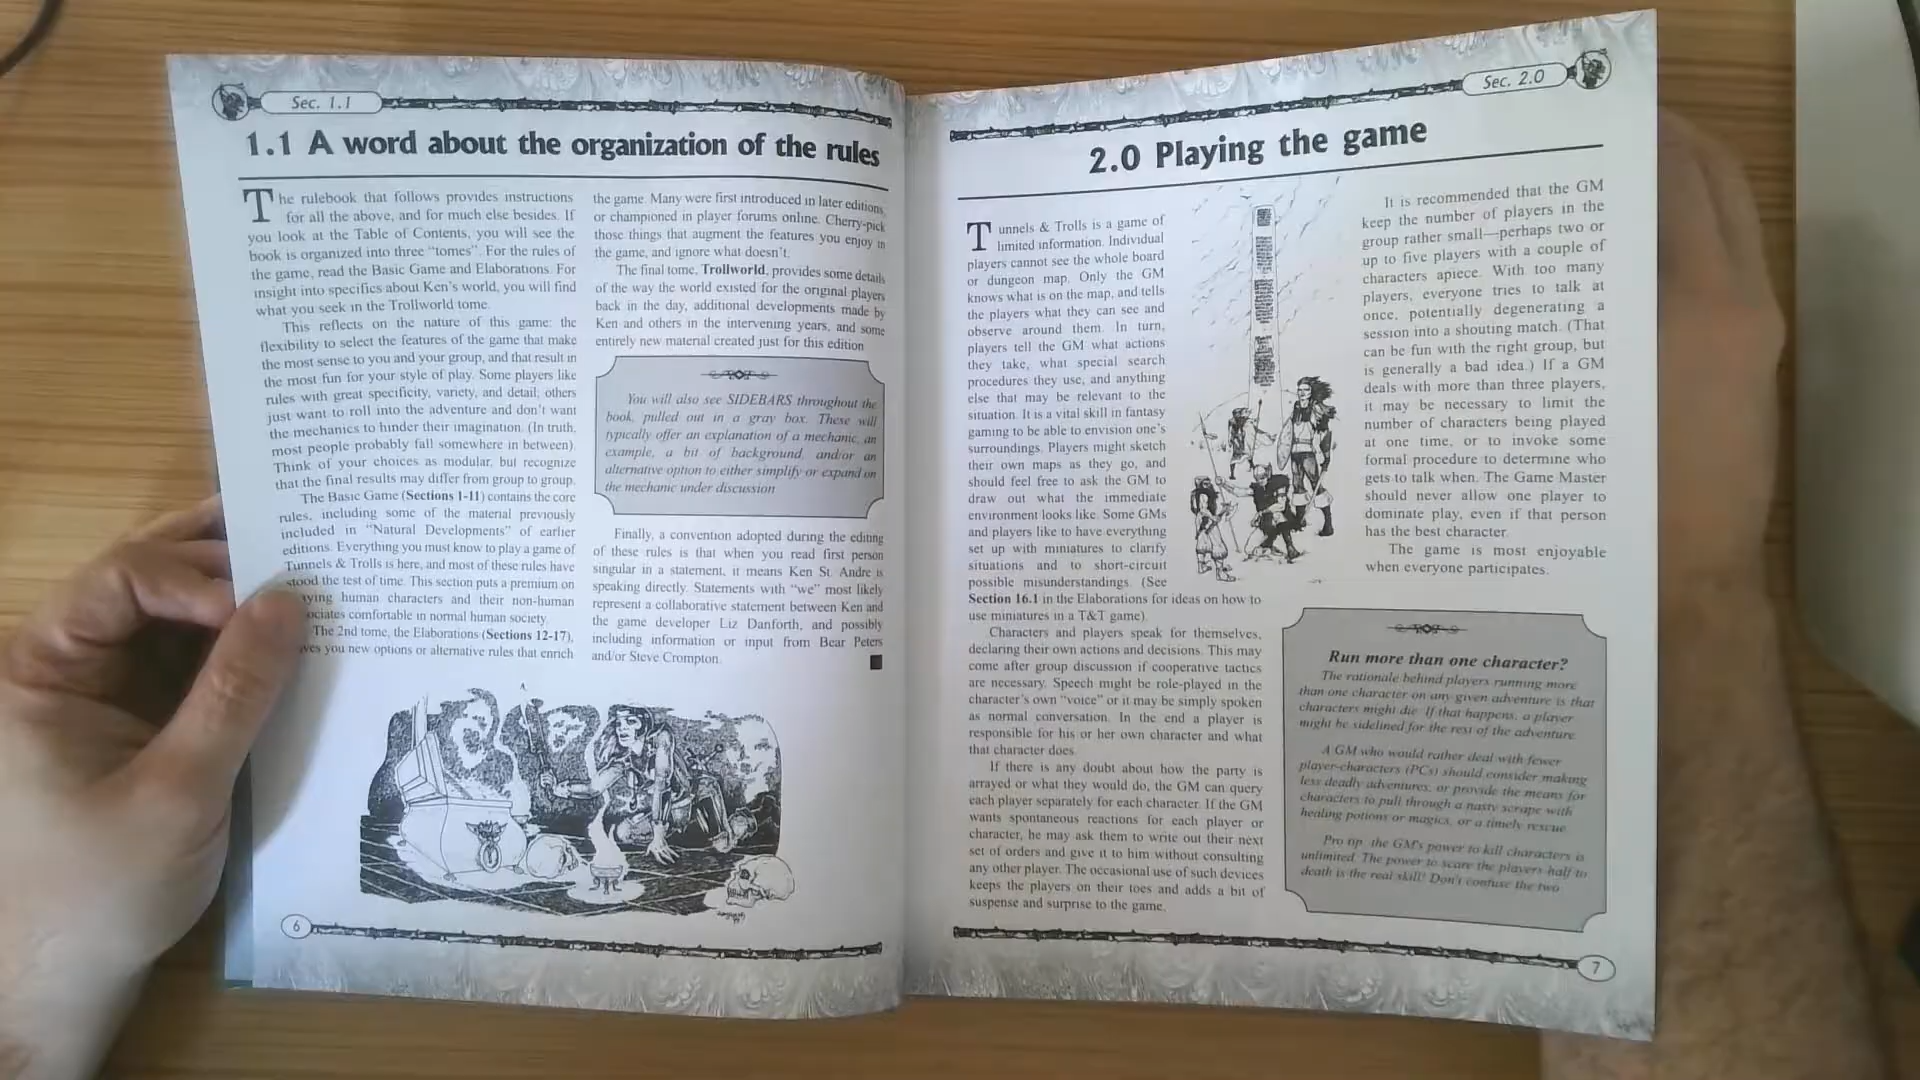 Sec. 1.1
1.1 A word about the organization of the rules
The rulebook that follows provides instructions
for all the above, and for much else besides. If
you look at the Table of Contents, you will see the
book is organized into three “tomes”. For the rules of
the game, read the Basic Game and Elaborations. For
insight into specifics about Ken's world, you will find
what you seek in the Trollworld tome.
This reflects on the nature of this game: the
flexibility to select the features of the game that make
the most sense to you and your group, and that result in
the most fun for your style of play. Some players like
rules with great specificity, variety, and detail; others
just want to roll into the adventure and don't want
the mechanics to hinder their imagination. (In truth,
most people probably fall somewhere in between).
Think of your choices as modular, but recognize
that the final results may differ from group to group.
The Basic Game (Sections 1-11) contains the core
rules, including some of the material previously
included in “Natural Developments” of earlier
editions. Everything you must know to play a game of
Tunnels & Trolls is here, and most of these rules have
stood the test of time. This section puts a premium on
human characters and their non-human
comfortable in normal human society.
The 2nd tome, the Elaborations (Sections 12-17),
you new options or alternative rules that enrich
the game. Many were first introduced in later editions,
or championed in player forums online. Cherry-pick
those things that augment the features you enjoy in
the game, and ignore what doesn't.
The final tome, Trollworld, provides some details
of the way the world existed for the original players
back in the day, additional developments made by
Ken and others in the intervening years, and some
entirely new material created just for this edition.
You will also see SIDEBARS throughout the
book, pulled out in a gray box. These will
typically offer an explanation of a mechanic, an
example, a bit of background, and/or an
alternative option to either simplify or expand on
the mechanic under discussion.
Finally, a convention adopted during the editing
of these rules is that when you read first person
singular in a statement, it means Ken St. Andre is
speaking directly. Statements with “we” most likely
represent a collaborative statement between Ken and
the game developer Liz Danforth, and possibly
including information or input from Bear Peters
and/or Steve Crompton.
6
Sec. 2.0
2.0 Playing the game
Tunnels & Trolls is a game of
limited information. Individual
players cannot see the whole board
or dungeon map. Only the GM
knows what is on the map, and tells
the players what they can see and
observe around them. In turn,
players tell the GM what actions
they take, what special search
procedures they use, and anything
else that may be relevant to the
situation. It is a vital skill in fantasy
gaming to be able to envision one's
surroundings. Players might sketch
their own maps as they go, and
should feel free to ask the GM to
draw out what the immediate
environment looks like. Some GMs
and players like to have everything
set up with miniatures to clarify
situations and to short-circuit
possible misunderstandings. (See
Section 16.1 in the Elaborations for ideas on how to
use miniatures in a T&T game).
Characters and players speak for themselves,
declaring their own actions and decisions. This may
come after group discussion if cooperative tactics
are necessary. Speech might be role-played in the
character's own “voice” or it may be simply spoken
as normal conversation. In the end a player is
responsible for his or her own character and what
that character does.
If there is any doubt about how the party is
arrayed or what they would do, the GM can query
each player separately for each character. If the GM
wants spontaneous reactions for each player or
character, he may ask them to write out their next
set of orders and give it to him without consulting
any other player. The occasional use of such devices
keeps the players on their toes and adds a bit of
suspense and surprise to the game.
It is recommended that the GM
keep the number of players in the
group rather small—perhaps two or
up to five players with a couple of
characters apiece. With too many
players, everyone tries to talk at
once, potentially degenerating a
session into a shouting match. (That
can be fun with the right group, but
is generally a bad idea.) If a GM
deals with more than three players,
it may be necessary to limit the
number of characters being played
at one time, or to invoke some
formal procedure to determine who
gets to talk when. The Game Master
should never allow one player to
dominate play, even if that person
has the best character.
The game is most enjoyable
when everyone participates.
Run more than one character?
The rationale behind players running more
than one character on any given adventure is that
characters might die. If that happens, a player
might be sidelined for the rest of the adventure.
A GM who would rather deal with fewer
player-characters (PCs) should consider making
less deadly adventures, or provide the means for
characters to pull through a nasty scrape with
healing potions or magics, or a timely rescue.
Pro tip: the GM's power to kill characters is
unlimited. The power to scare the players half to
death is the real skill! Don't confuse the two.
7